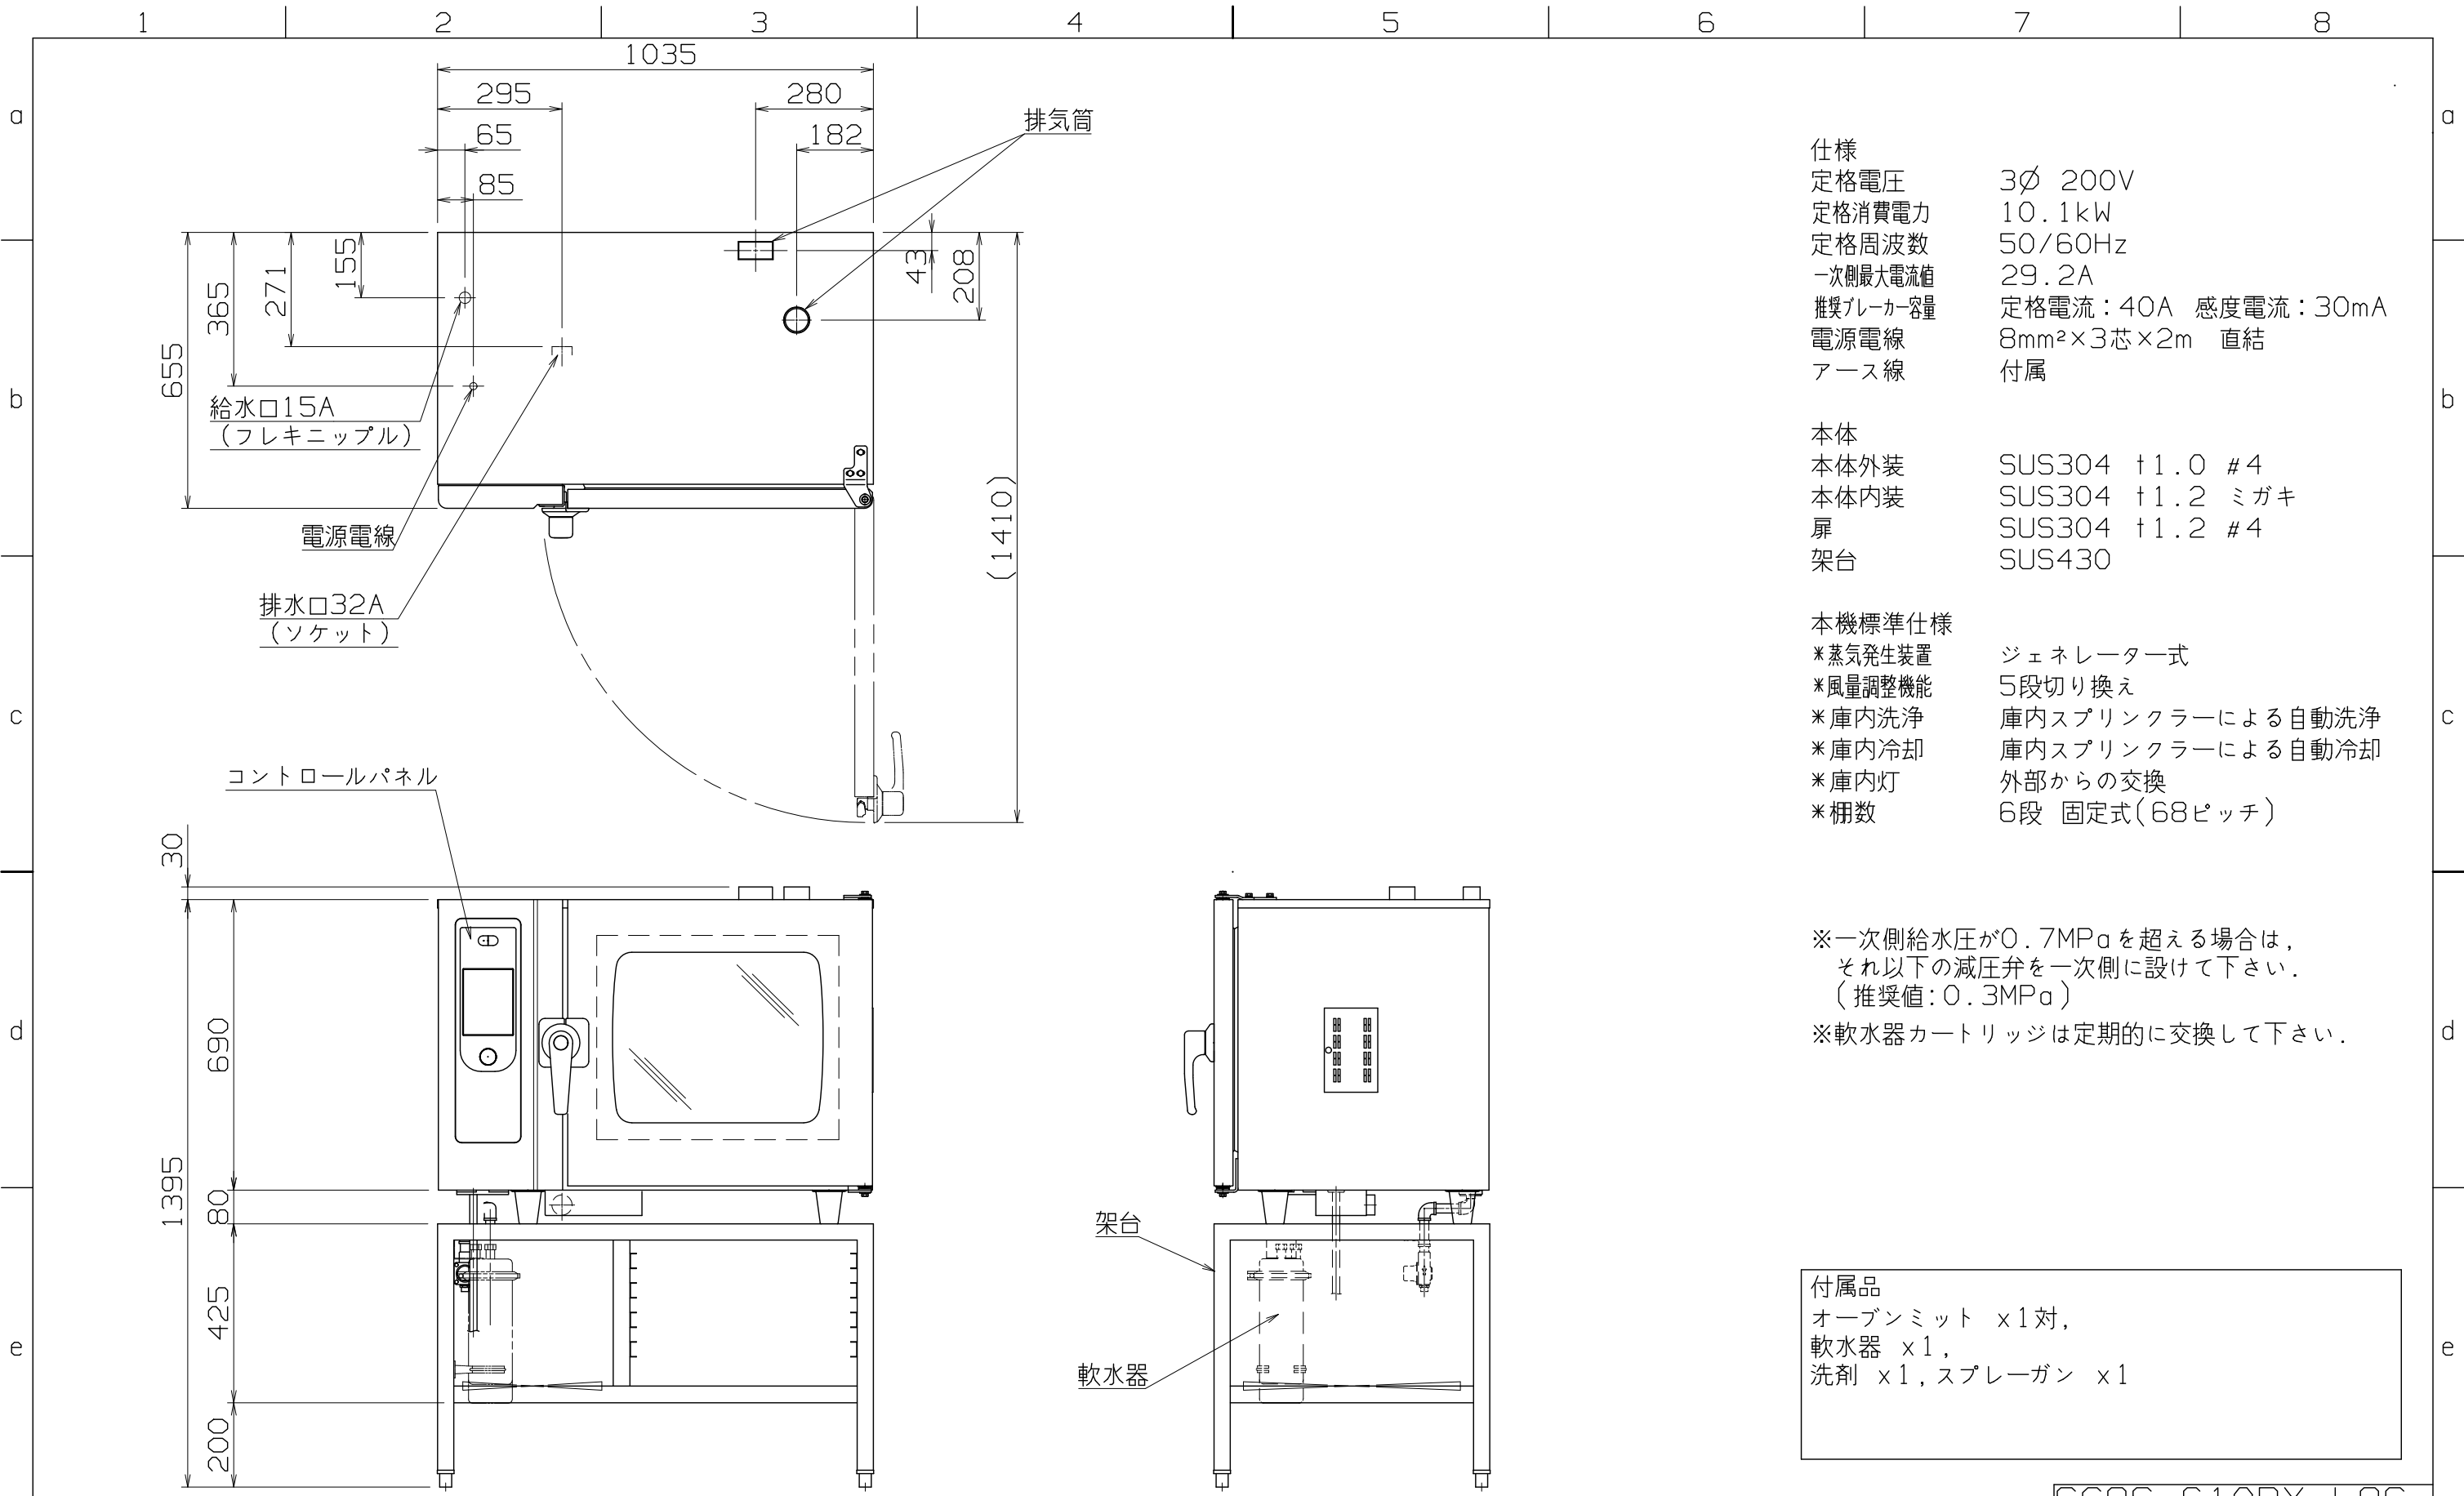 1 2 3 4 5 6 7 8
a a
b b
c c
d d
e e
1035
295
280
65
182
85
排気筒
155
271
365
655
43
208
(1410)
給水口15A
(フレキニップル)
電源電線
排水口32A
(ソケット)
コントロールパネル
30
690
1395
80
425
200
架台
軟水器
仕様
定格電圧 3Ø 200V
定格消費電力 10.1kW
定格周波数 50/60Hz
一次側最大電流値 29.2A
推奨ブレーカー容量 定格電流：40A 感度電流：30mA
電源電線 8mm²×3芯×2m 直結
アース線 付属
本体
本体外装 SUS304 t1.0 #4
本体内装 SUS304 t1.2 ミガキ
扉 SUS304 t1.2 #4
架台 SUS430
本機標準仕様
*蒸気発生装置 ジェネレーター式
*風量調整機能 5段切り換え
*庫内洗浄 庫内スプリンクラーによる自動洗浄
*庫内冷却 庫内スプリンクラーによる自動冷却
*庫内灯 外部からの交換
*棚数 6段 固定式(68ピッチ)
※一次側給水圧が0.7MPaを超える場合は,
それ以下の減圧弁を一次側に設けて下さい.
(推奨値:0.3MPa)
※軟水器カートリッジは定期的に交換して下さい.
付属品
オーブンミット x1対,
軟水器 x1,
洗剤 x1,スプレーガン x1